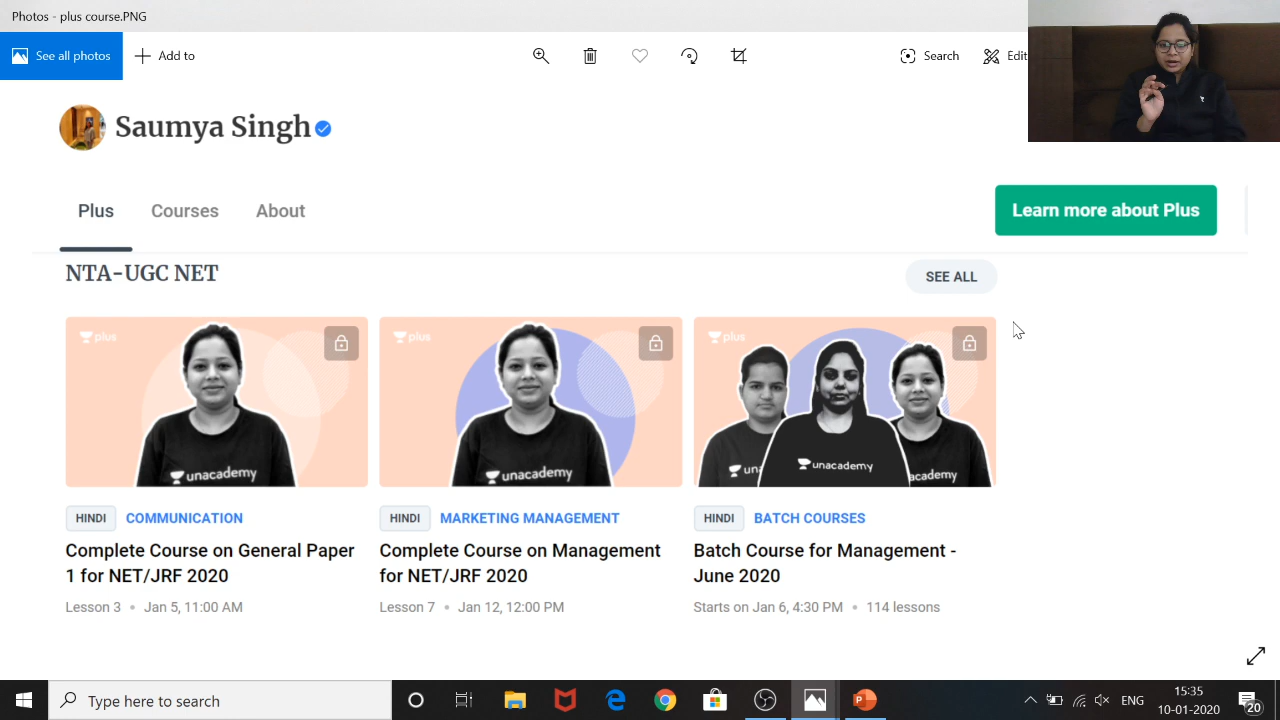 Photos - plus course.PNG
See all photos
Add to
Search
Edit
Saumya Singh
Plus
Courses
About
Learn more about Plus
NTA-UGC NET
SEE ALL
plus
unacademy
HINDI COMMUNICATION
Complete Course on General Paper
1 for NET/JRF 2020
Lesson 3 • Jan 5, 11:00 AM
plus
unacademy
HINDI MARKETING MANAGEMENT
Complete Course on Management
for NET/JRF 2020
Lesson 7 • Jan 12, 12:00 PM
plus
una
unacademy
academy
HINDI BATCH COURSES
Batch Course for Management -
June 2020
Starts on Jan 6, 4:30 PM • 114 lessons
Type here to search
ENG
15:35
10-01-2020
20